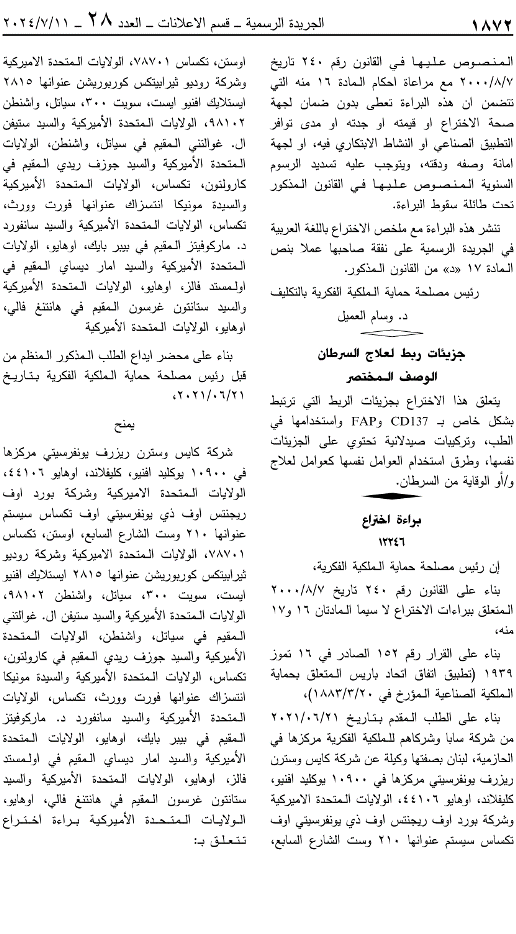 ١٨٧٢
الجريدة الرسمية – قسم الاعلانات – العدد ٢٨ – ٢٠٢٤/٧/١١
المنصوص عليها في القانون رقم ٢٤٠ تاريخ
٢٠٠٠/٨/٧ مع مراعاة احكام المادة ١٦ منه التي
تتضمن ان هذه البراءة تعطى بدون ضمان لجهة
صحة الاختراع او قيمته او جدته او مدى توافر
التطبيق الصناعي او النشاط الابتكاري فيه، او لجهة
امانة وصفه ودقته، ويتوجب عليه تسديد الرسوم
السنوية المنصوص عليها في القانون المذكور
تحت طائلة سقوط البراءة.
تنشر هذه البراءة مع ملخص الاختراع باللغة العربية
في الجريدة الرسمية على نفقة صاحبها عملا بنص
المادة ١٧ «د» من القانون المذكور.
رئيس مصلحة حماية الملكية الفكرية بالتكليف
د. وسام العميل
جزيئات ربط لعلاج السرطان
الوصف المختصر
يتعلق هذا الاختراع بجزيئات الربط التي ترتبط
بشكل خاص بـ CD137 وFAP واستخدامها في
الطب، وتركيبات صيدلانية تحتوي على الجزيئات
نفسها، وطرق استخدام العوامل نفسها كعوامل لعلاج
و/أو الوقاية من السرطان.
براءة اختراع
١٣٢٤٦
إن رئيس مصلحة حماية الملكية الفكرية،
بناء على القانون رقم ٢٤٠ تاريخ ٢٠٠٠/٨/٧
المتعلق ببراءات الاختراع لا سيما المادتان ١٦ و١٧
منه،
بناء على القرار رقم ١٥٢ الصادر في ١٦ تموز
١٩٣٩ (تطبيق اتفاق اتحاد باريس المتعلق بحماية
الملكية الصناعية المؤرخ في ١٨٨٣/٣/٢٠)،
بناء على الطلب المقدم بتاريخ ٢٠٢١/٠٦/٢١
من شركة سابا وشركاهم للملكية الفكرية مركزها في
الحازمية، لبنان بصفتها وكيلة عن شركة كايس وسترن
ريزرف يونفرسيتي مركزها في ١٠٩٠٠ يوكليد افنيو،
كليفلاند، اوهايو ٤٤١٠٦، الولايات المتحدة الاميركية
وشركة بورد اوف ريجنتس اوف ذي يونفرسيتي اوف
تكساس سيستم عنوانها ٢١٠ وست الشارع السابع،
اوستن، تكساس ٧٨٧٠١، الولايات المتحدة الاميركية
وشركة روديو ثيرابيتكس كوربوريشن عنوانها ٢٨١٥
ايستلايك افنيو ايست، سويت ٣٠٠، سياتل، واشنطن
٩٨١٠٢، الولايات المتحدة الأميركية والسيد ستيفن
ال. غوالتني المقيم في سياتل، واشنطن، الولايات
المتحدة الأميركية والسيد جوزف ريدي المقيم في
كارولنون، تكساس، الولايات المتحدة الأميركية
والسيدة مونيكا انتسزاك عنوانها فورت وورث،
تكساس، الولايات المتحدة الأميركية والسيد سانفورد
د. ماركوفيتز المقيم في بيبر بايك، اوهايو، الولايات
المتحدة الأميركية والسيد امار ديساي المقيم في
اولمستد فالز، اوهايو، الولايات المتحدة الأميركية
والسيد ستانتون غرسون المقيم في هانتنغ فالي،
اوهايو، الولايات المتحدة الأميركية
بناء على محضر ايداع الطلب المذكور المنظم من
قبل رئيس مصلحة حماية الملكية الفكرية بتاريخ
٢٠٢١/٠٦/٢١،
يمنح
شركة كايس وسترن ريزرف يونفرسيتي مركزها
في ١٠٩٠٠ يوكليد افنيو، كليفلاند، اوهايو ٤٤١٠٦،
الولايات المتحدة الاميركية وشركة بورد اوف
ريجنتس اوف ذي يونفرسيتي اوف تكساس سيستم
عنوانها ٢١٠ وست الشارع السابع، اوستن، تكساس
٧٨٧٠١، الولايات المتحدة الاميركية وشركة روديو
ثيرابيتكس كوربوريشن عنوانها ٢٨١٥ ايستلايك افنيو
ايست، سويت ٣٠٠، سياتل، واشنطن ٩٨١٠٢،
الولايات المتحدة الأميركية والسيد ستيفن ال. غوالتني
المقيم في سياتل، واشنطن، الولايات المتحدة
الأميركية والسيد جوزف ريدي المقيم في كارولنون،
تكساس، الولايات المتحدة الأميركية والسيدة مونيكا
انتسزاك عنوانها فورت وورث، تكساس، الولايات
المتحدة الأميركية والسيد سانفورد د. ماركوفيتز
المقيم في بيبر بايك، اوهايو، الولايات المتحدة
الأميركية والسيد امار ديساي المقيم في اولمستد
فالز، اوهايو، الولايات المتحدة الأميركية والسيد
ستانتون غرسون المقيم في هانتنغ فالي، اوهايو،
الولايات المتحدة الأميركية براءة اختراع
تتعلق بـ: